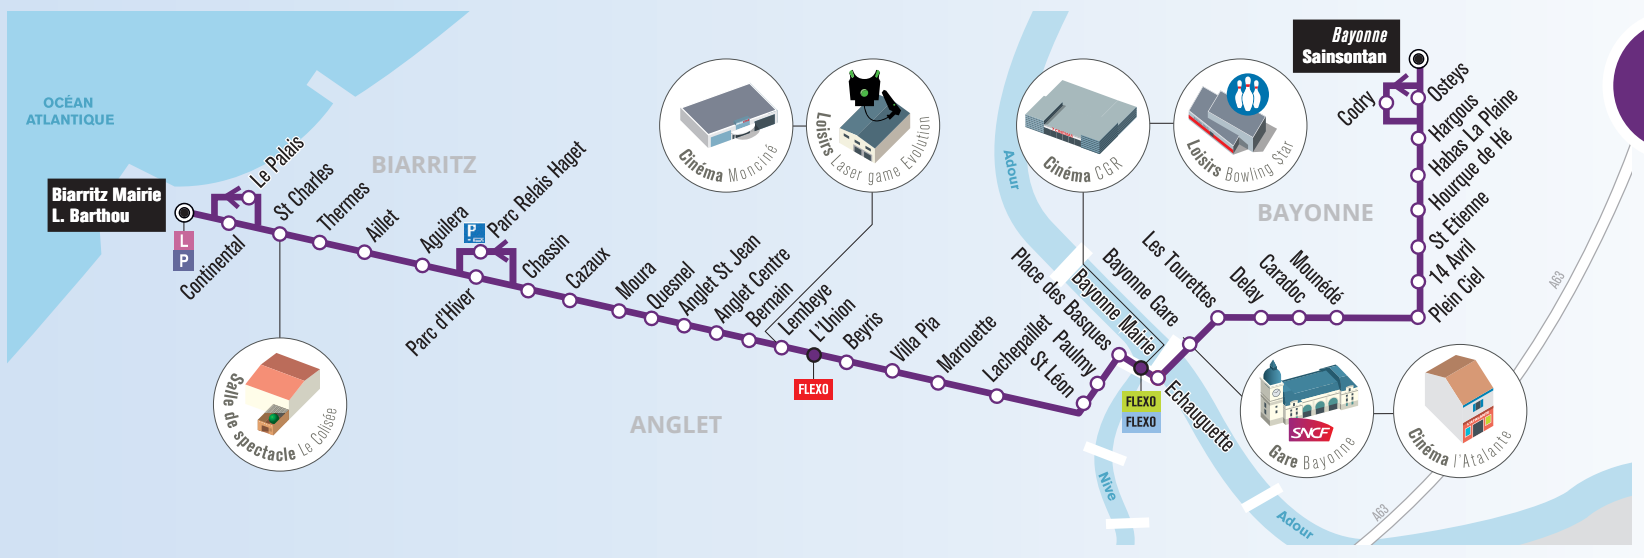 OCÉAN
ATLANTIQUE
BIARRITZ
Biarritz Mairie
L. Barthou
L
P
Le Palais
Continental
St Charles
Salle de spectacle Le Colisée
Thermes
Aillet
Aguilera
P
Parc Relais Haget
Parc d'Hiver
Chassin
Cazaux
Moura
Quesnel
Anglet St Jean
Anglet Centre
Bernain
Lembeye
L'Union
FLEXO
Beyris
Villa Pia
Marouette
Lachepaillet
ANGLET
Cinéma Monciné
Loisirs Laser game Evolution
St Léon
Paulmy
Place des Basques
Bayonne Mairie
FLEXO
FLEXO
Echauguette
Bayonne Gare
Adour
Nive
Adour
Cinéma CGR
Loisirs Bowling Star
SNCF
Gare Bayonne
Cinéma l'Atalante
Les Tourettes
Delay
Caradoc
Mounédé
BAYONNE
Plein Ciel
14 Avril
St Etienne
Hourque de Hé
Habas La Plaine
Hargous
Codry
Osteys
Bayonne
Sainsontan
A63
A63